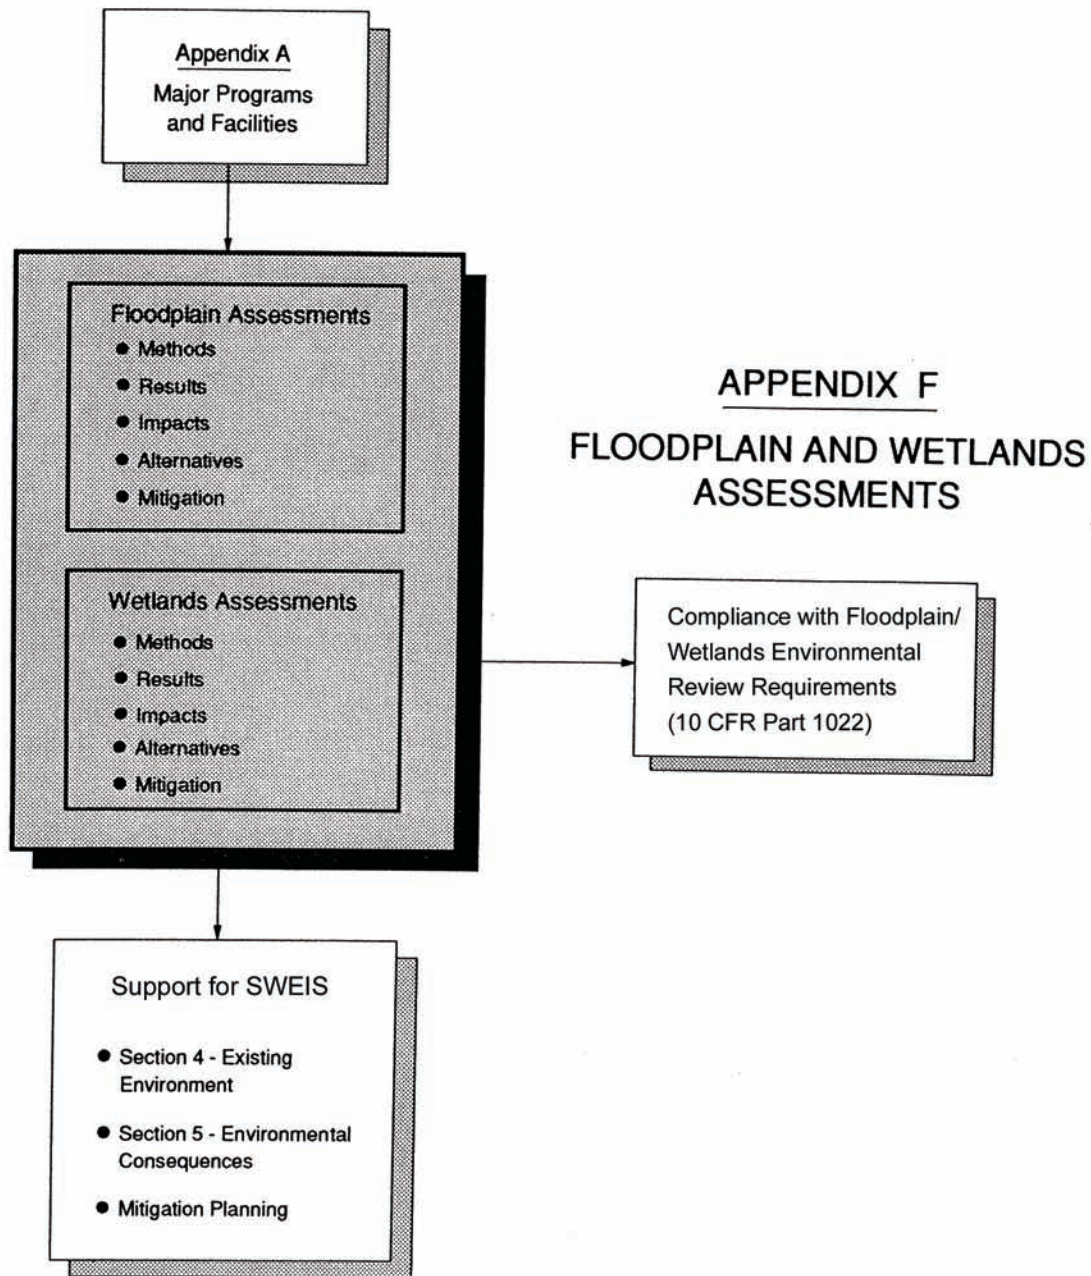 Appendix A
Major Programs
and Facilities
Floodplain Assessments
● Methods
● Results
● Impacts
● Alternatives
● Mitigation
Wetlands Assessments
● Methods
● Results
● Impacts
● Alternatives
● Mitigation
APPENDIX F
FLOODPLAIN AND WETLANDS
ASSESSMENTS
Compliance with Floodplain/
Wetlands Environmental
Review Requirements
(10 CFR Part 1022)
Support for SWEIS
● Section 4 - Existing
Environment
● Section 5 - Environmental
Consequences
● Mitigation Planning